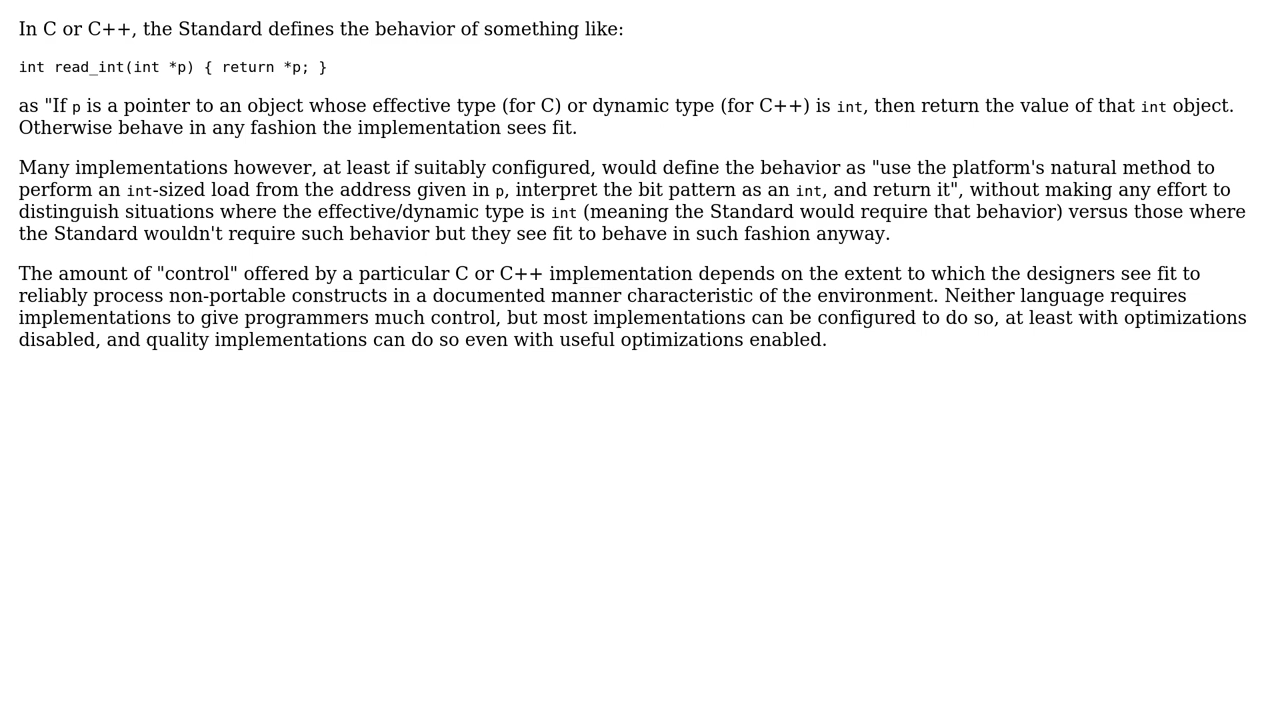 In C or C++, the Standard defines the behavior of something like:
int read_int(int *p) { return *p; }
as "If p is a pointer to an object whose effective type (for C) or dynamic type (for C++) is int, then return the value of that int object.
Otherwise behave in any fashion the implementation sees fit.
Many implementations however, at least if suitably configured, would define the behavior as "use the platform's natural method to
perform an int-sized load from the address given in p, interpret the bit pattern as an int, and return it", without making any effort to
distinguish situations where the effective/dynamic type is int (meaning the Standard would require that behavior) versus those where
the Standard wouldn't require such behavior but they see fit to behave in such fashion anyway.
The amount of "control" offered by a particular C or C++ implementation depends on the extent to which the designers see fit to
reliably process non-portable constructs in a documented manner characteristic of the environment. Neither language requires
implementations to give programmers much control, but most implementations can be configured to do so, at least with optimizations
disabled, and quality implementations can do so even with useful optimizations enabled.